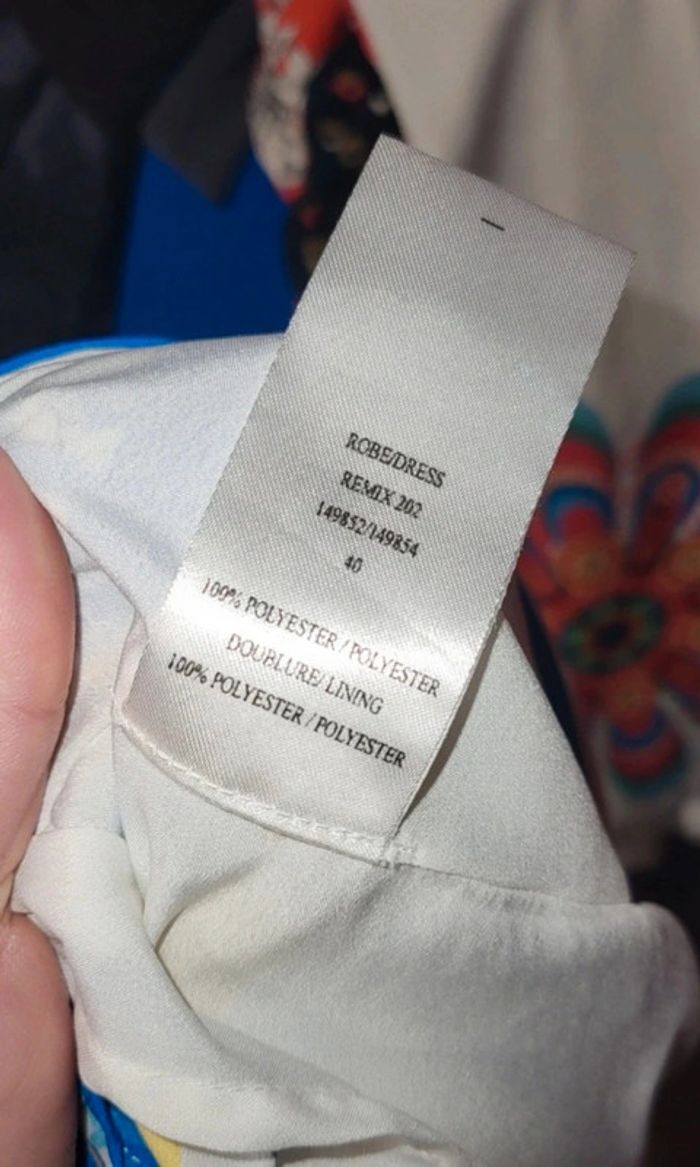 ROBE/DRESS
REMIX 202
149852/149854
40
100% POLYESTER / POLYESTER
DOUBLURE/ LINING
100% POLYESTER / POLYESTER